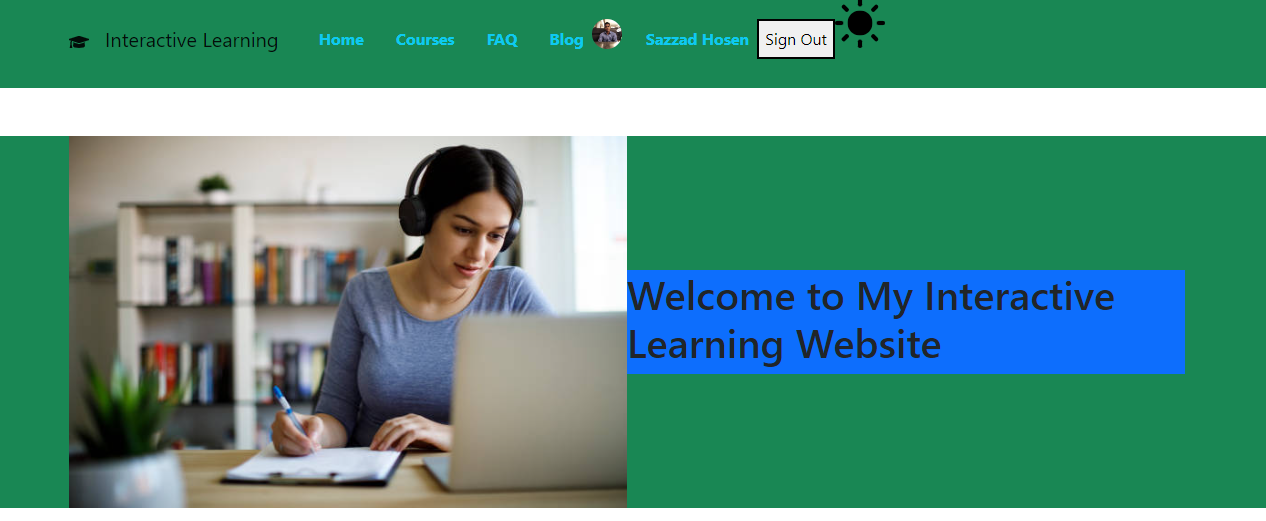 Interactive Learning Home Courses FAQ Blog Sazzad Hosen Sign Out
Welcome to My Interactive
Learning Website